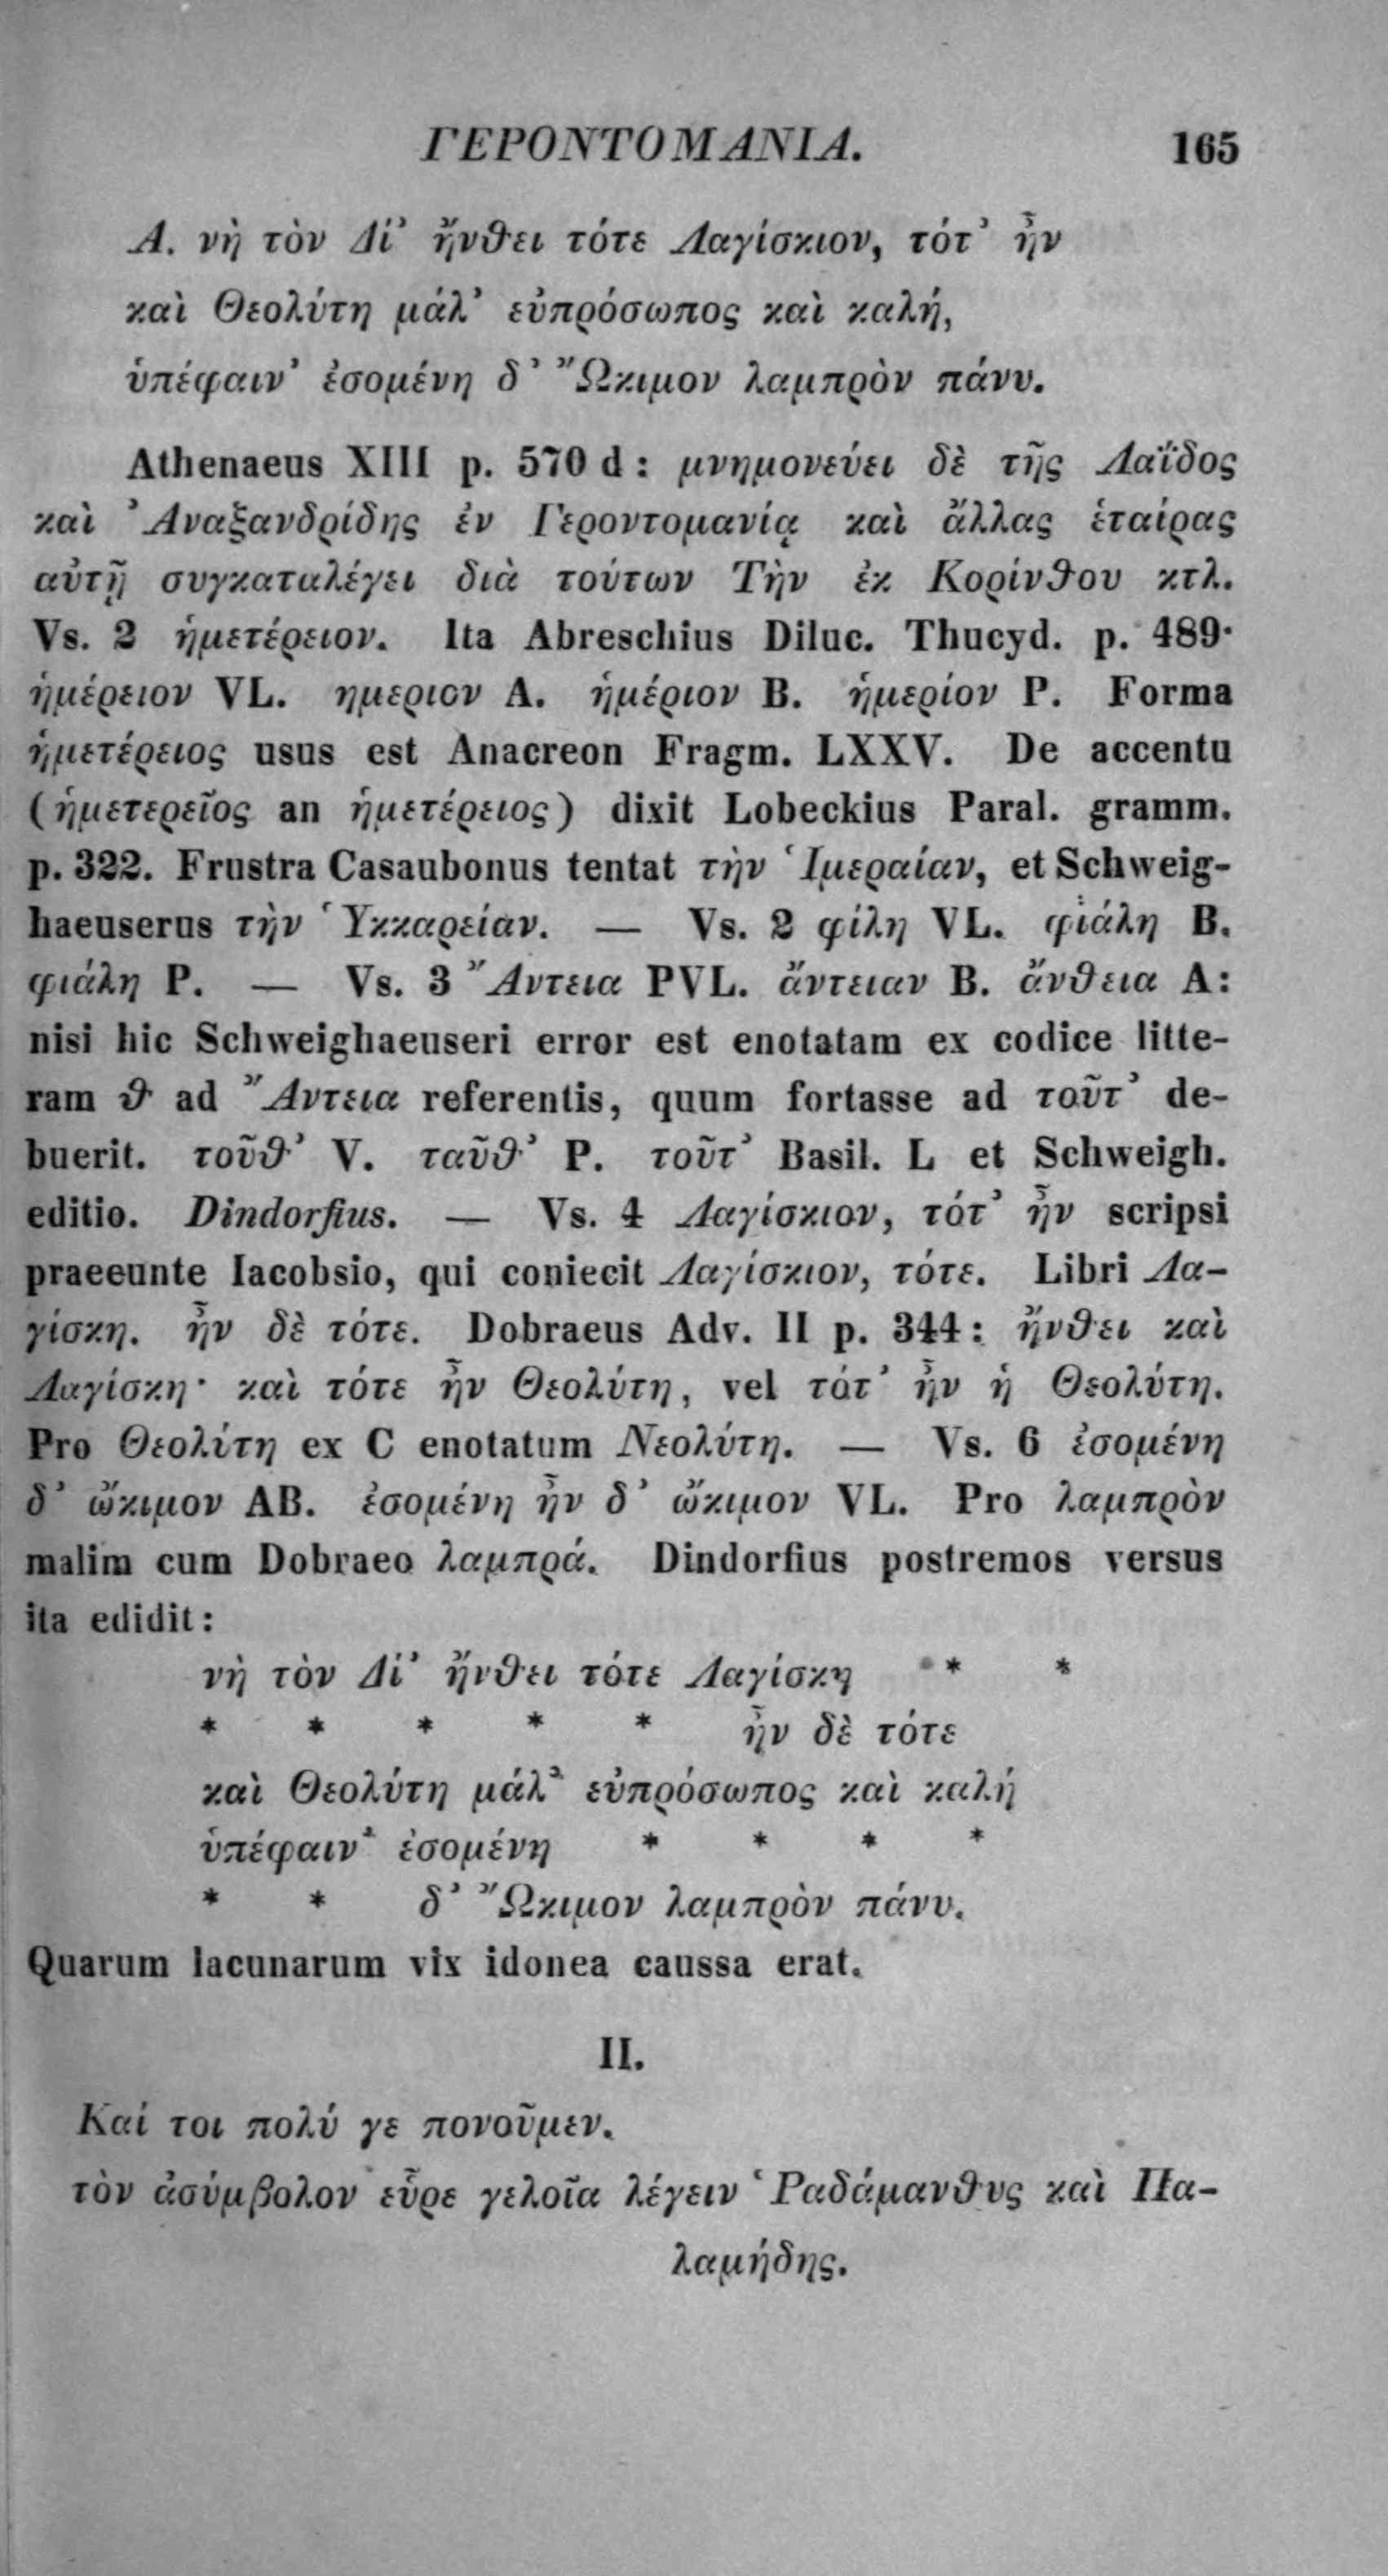 ΓΕΡΟΝΤΟΜΑΝΙΑ. 165
Α. νὴ τὸν Δί᾽ ἤνθει τότε Λαγίσκιον, τότ᾽ ἦν
καὶ Θεολύτη μάλ᾽ εὐπρόσωπος καὶ καλή,
ὑπέφαιν᾽ ἐσομένη δ᾽ Ὤκιμον λαμπρὸν πάνυ.
Athenaeus XIII p. 570 d: μνημονεύει δὲ τῆς Λαΐδος
καὶ Ἀναξανδρίδης ἐν Γεροντομανίᾳ καὶ ἄλλας ἑταίρας
αὐτῇ συγκαταλέγει διὰ τούτων Τὴν ἐκ Κορίνθου κτλ.
Vs. 2 ἡμετέρειον. Ita Abreschius Diluc. Thucyd. p. 489·
ἡμέρειον VL. ημεριον A. ἡμέριον B. ἡμερίον P. Forma
ἡμετέρειος usus est Anacreon Fragm. LXXV. De accentu
(ἡμετερεῖος an ἡμετέρειος) dixit Lobeckius Paral. gramm.
p. 322. Frustra Casaubonus tentat τὴν Ἱμεραίαν, et Schweig-
haeuserus τὴν Ὑκκαρείαν. — Vs. 2 φίλη VL. φιάλη B.
φιάλη P. — Vs. 3 Ἄντεια PVL. ἄντειαν B. ἄνθεια A:
nisi hic Schweighaeuseri error est enotatam ex codice litte-
ram θ ad Ἄντεια referentis, quum fortasse ad τοῦτ᾽ de-
buerit. τοῦθ᾽ V. ταῦθ᾽ P. τοῦτ᾽ Basil. L et Schweigh.
editio. Dindorfius. — Vs. 4 Λαγίσκιον, τότ᾽ ἦν scripsi
praeeunte Iacobsio, qui coniecit Λαγίσκιον, τότε. Libri Λα-
γίσκη. ἦν δὲ τότε. Dobraeus Adv. II p. 344: ἤνθει καὶ
Λαγίσκη· καὶ τότε ἦν Θεολύτη, vel τότ᾽ ἦν ἡ Θεολύτη.
Pro Θεολύτη ex C enotatum Νεολύτη. — Vs. 6 ἐσομένη
δ᾽ ὤκιμον AB. ἐσομένη ἦν δ᾽ ὤκιμον VL. Pro λαμπρὸν
malim cum Dobraeo λαμπρά. Dindorfius postremos versus
ita edidit:
νὴ τὸν Δί᾽ ἤνθει τότε Λαγίσκη * *
* * * * * ἦν δὲ τότε
καὶ Θεολύτη μάλ᾽ εὐπρόσωπος καὶ καλή
ὑπέφαιν᾽ ἐσομένη * * * *
* * δ᾽ Ὤκιμον λαμπρὸν πάνυ.
Quarum lacunarum vix idonea caussa erat.
II.
Καί τοι πολύ γε πονοῦμεν.
τὸν ἀσύμβολον εὗρε γελοῖα λέγειν Ῥαδάμανθυς καὶ Πα-
λαμήδης.